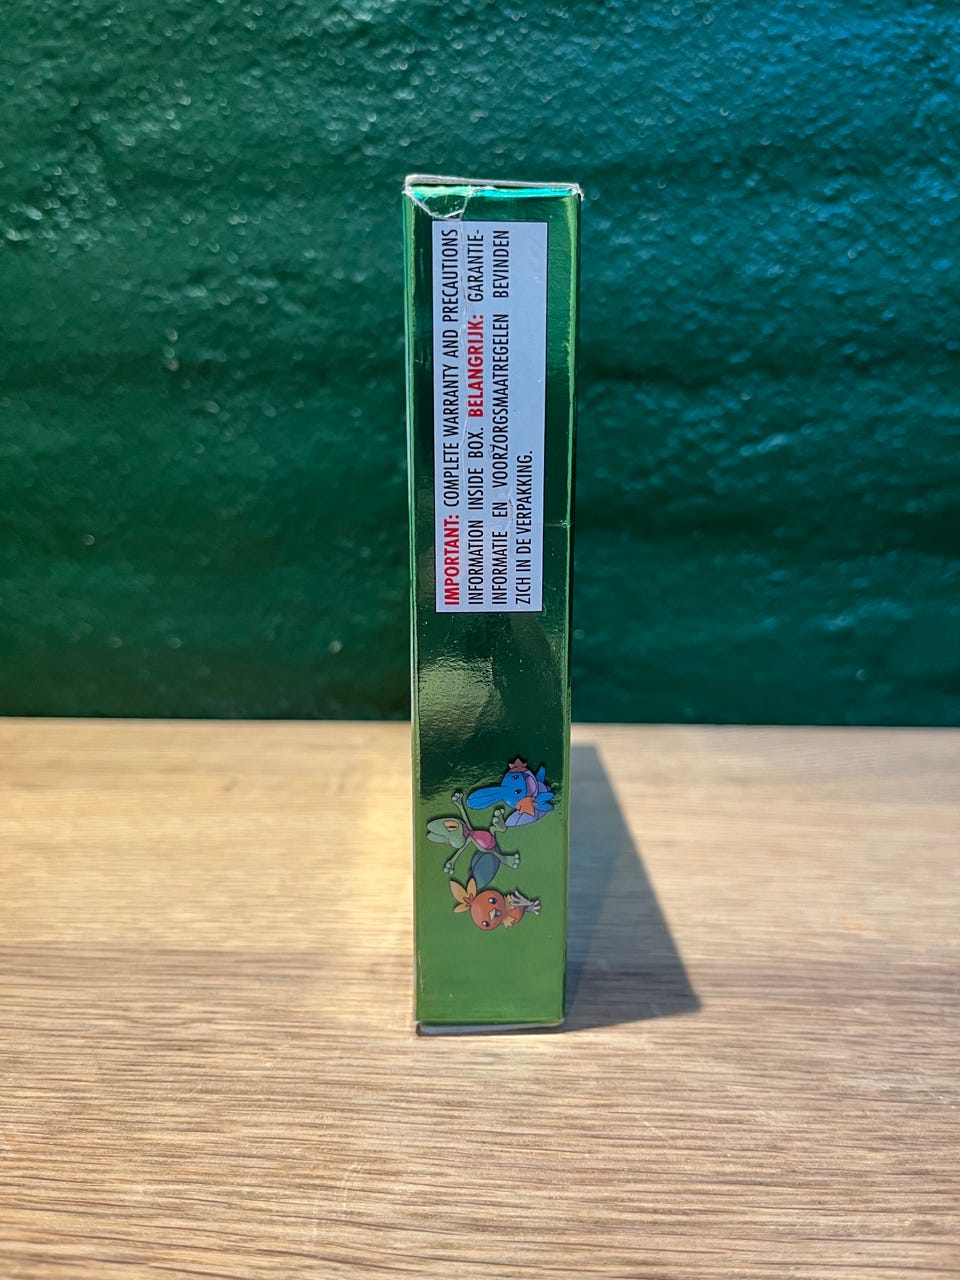 IMPORTANT: COMPLETE WARRANTY AND PRECAUTIONS
INFORMATION INSIDE BOX. BELANGRIJK: GARANTIE-
INFORMATIE EN VOORZORGSMAATREGELEN BEVINDEN
ZICH IN DE VERPAKKING.